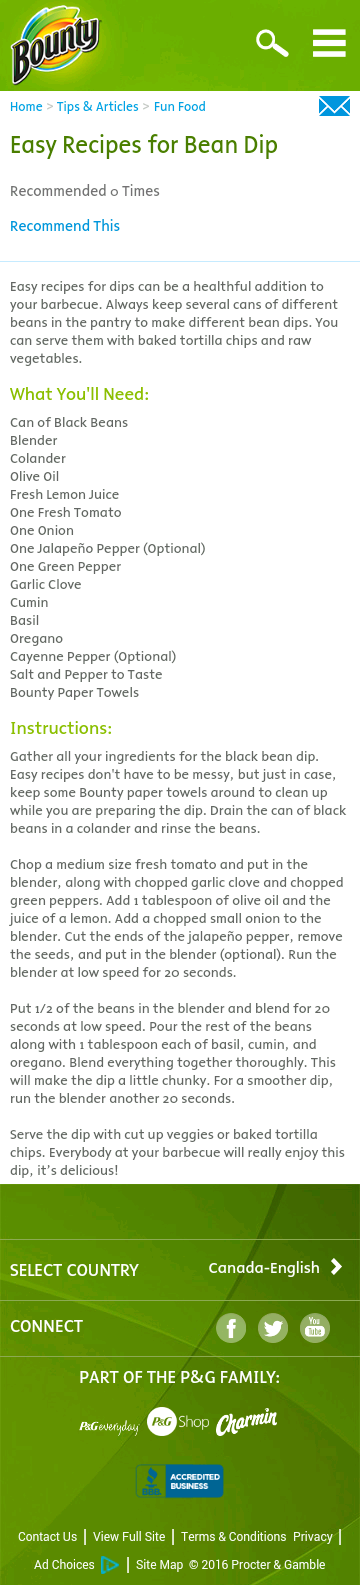 Bounty
Home > Tips & Articles > Fun Food
Easy Recipes for Bean Dip
Recommended 0 Times
Recommend This
Easy recipes for dips can be a healthful addition to
your barbecue. Always keep several cans of different
beans in the pantry to make different bean dips. You
can serve them with baked tortilla chips and raw
vegetables.
What You'll Need:
Can of Black Beans
Blender
Colander
Olive Oil
Fresh Lemon Juice
One Fresh Tomato
One Onion
One Jalapeño Pepper (Optional)
One Green Pepper
Garlic Clove
Cumin
Basil
Oregano
Cayenne Pepper (Optional)
Salt and Pepper to Taste
Bounty Paper Towels
Instructions:
Gather all your ingredients for the black bean dip.
Easy recipes don't have to be messy, but just in case,
keep some Bounty paper towels around to clean up
while you are preparing the dip. Drain the can of black
beans in a colander and rinse the beans.
Chop a medium size fresh tomato and put in the
blender, along with chopped garlic clove and chopped
green peppers. Add 1 tablespoon of olive oil and the
juice of a lemon. Add a chopped small onion to the
blender. Cut the ends of the jalapeño pepper, remove
the seeds, and put in the blender (optional). Run the
blender at low speed for 20 seconds.
Put 1/2 of the beans in the blender and blend for 20
seconds at low speed. Pour the rest of the beans
along with 1 tablespoon each of basil, cumin, and
oregano. Blend everything together thoroughly. This
will make the dip a little chunky. For a smoother dip,
run the blender another 20 seconds.
Serve the dip with cut up veggies or baked tortilla
chips. Everybody at your barbecue will really enjoy this
dip, it's delicious!
SELECT COUNTRY Canada-English
CONNECT f You Tube
PART OF THE P&G FAMILY:
P&G everyday P&G Shop Charmin
BBB. ACCREDITED BUSINESS
Contact Us | View Full Site | Terms & Conditions Privacy |
Ad Choices | Site Map © 2016 Procter & Gamble